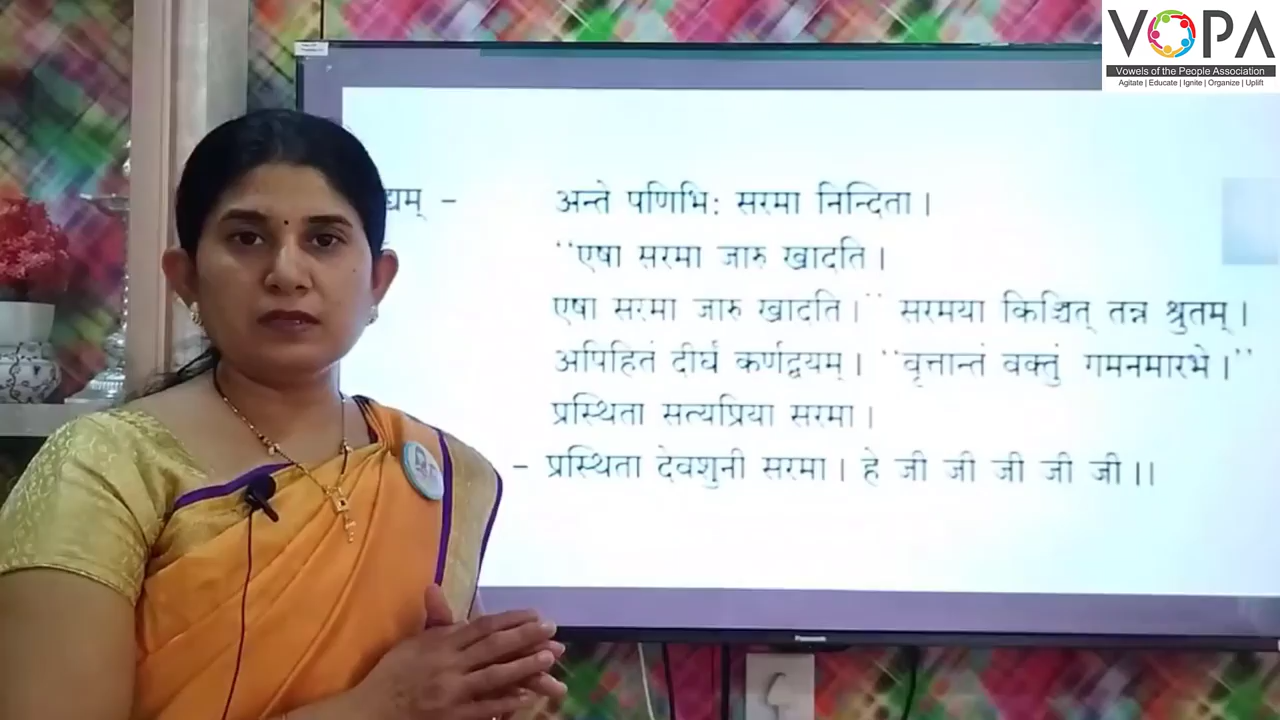 VOPA
Vowels of the People Association
Agitate | Educate | Ignite | Organize | Uplift
– अन्ते पणिभिः सरमा निन्दिता ।
“एषा सरमा जारु खादति ।
एषा सरमा जारु खादति ।¨ सरमया किञ्चित् तन्न श्रुतम् ।
अपिहितं दीर्घं कर्णद्वयम् । “वृत्तान्तं वक्तुं गमनमारभे ।”
प्रस्थिता सत्यप्रिया सरमा ।
– प्रस्थिता देवशुनी सरमा । हे जी जी जी जी जी ।।
Panasonic